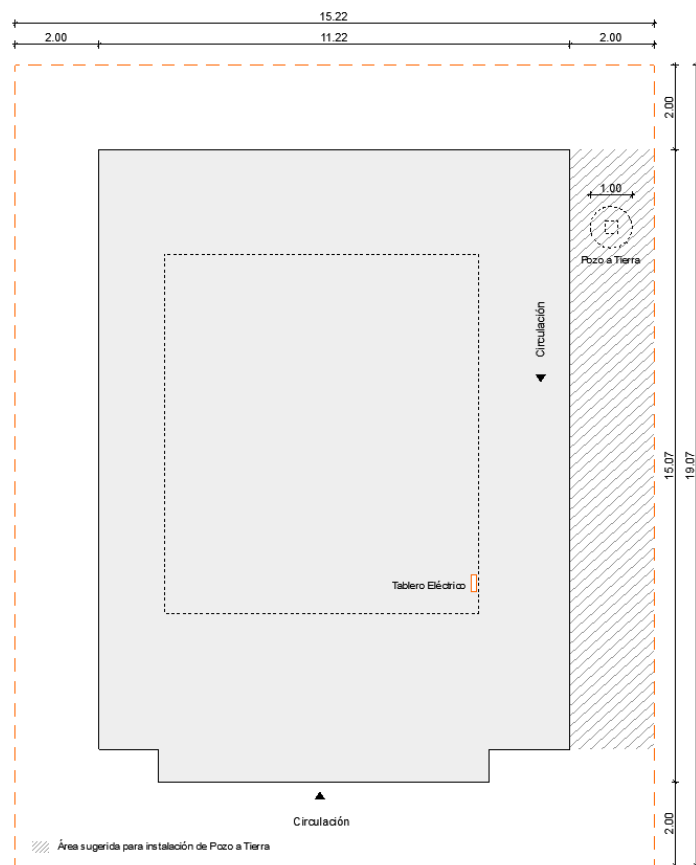 15.22
2.00
11.22
2.00
2.00
1.00
Pozo a Tierra
Circulación
15.07
19.07
Tablero Eléctrico
2.00
Circulación
Área sugerida para instalación de Pozo a Tierra